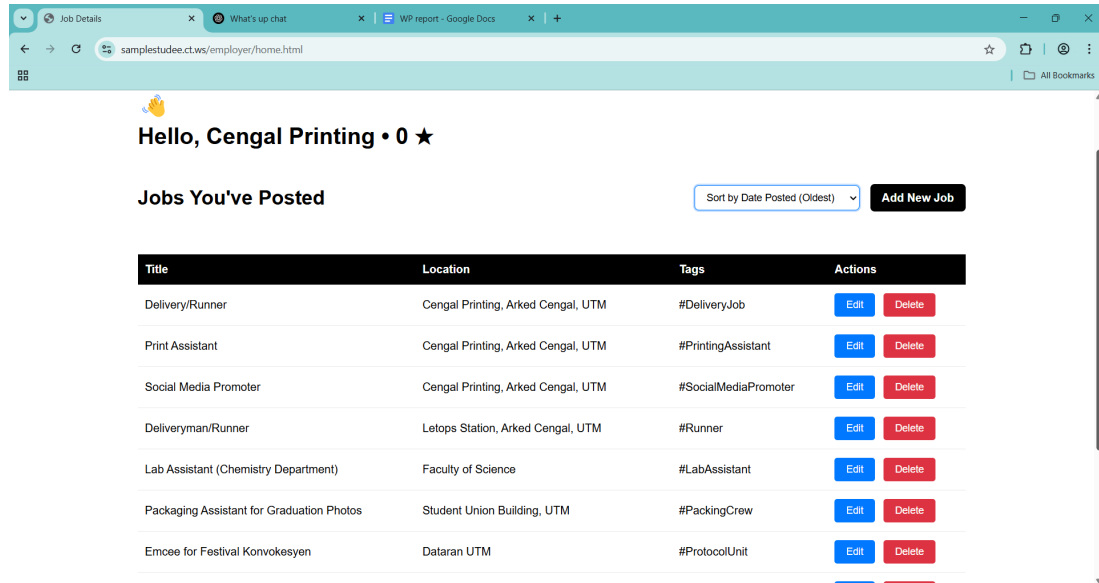 Job Details
What's up chat
WP report - Google Docs
samplestudee.ct.ws/employer/home.html
All Bookmarks
Hello, Cengal Printing • 0 ★
Jobs You've Posted
Sort by Date Posted (Oldest)
Add New Job
Title Location Tags Actions
Delivery/Runner Cengal Printing, Arked Cengal, UTM #DeliveryJob Edit Delete
Print Assistant Cengal Printing, Arked Cengal, UTM #PrintingAssistant Edit Delete
Social Media Promoter Cengal Printing, Arked Cengal, UTM #SocialMediaPromoter Edit Delete
Deliveryman/Runner Letops Station, Arked Cengal, UTM #Runner Edit Delete
Lab Assistant (Chemistry Department) Faculty of Science #LabAssistant Edit Delete
Packaging Assistant for Graduation Photos Student Union Building, UTM #PackingCrew Edit Delete
Emcee for Festival Konvokesyen Dataran UTM #ProtocolUnit Edit Delete